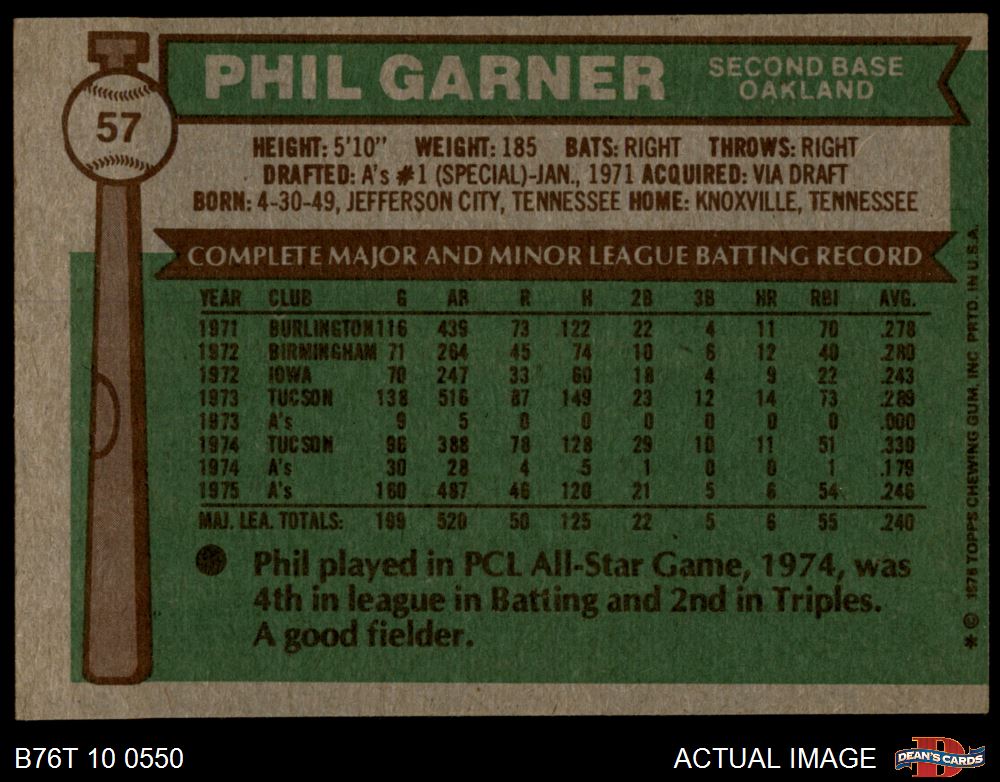 57
PHIL GARNER
SECOND BASE
OAKLAND
HEIGHT: 5'10" WEIGHT: 185 BATS: RIGHT THROWS: RIGHT
DRAFTED: A's #1 (SPECIAL)-JAN., 1971 ACQUIRED: VIA DRAFT
BORN: 4-30-49, JEFFERSON CITY, TENNESSEE HOME: KNOXVILLE, TENNESSEE
COMPLETE MAJOR AND MINOR LEAGUE BATTING RECORD
YEAR CLUB G AB R H 2B 3B HR RBI AVG.
1971 BURLINGTON 116 439 73 122 22 4 11 70 .278
1972 BIRMINGHAM 71 264 45 74 10 6 12 40 .280
1972 IOWA 70 247 33 60 18 4 9 22 .243
1973 TUCSON 138 516 87 149 23 12 14 73 .289
1973 A's 9 5 0 0 0 0 0 0 .000
1974 TUCSON 96 388 78 128 29 10 11 51 .330
1974 A's 30 28 4 5 1 0 0 1 .179
1975 A's 160 487 46 120 21 5 6 54 .246
MAJ. LEA. TOTALS: 199 520 50 125 22 5 6 55 .240
Phil played in PCL All-Star Game, 1974, was
4th in league in Batting and 2nd in Triples.
A good fielder.
* © 1976 TOPPS CHEWING GUM, INC. PRTD. IN U.S.A.
B76T 10 0550
ACTUAL IMAGE
D
DEAN'S CARDS